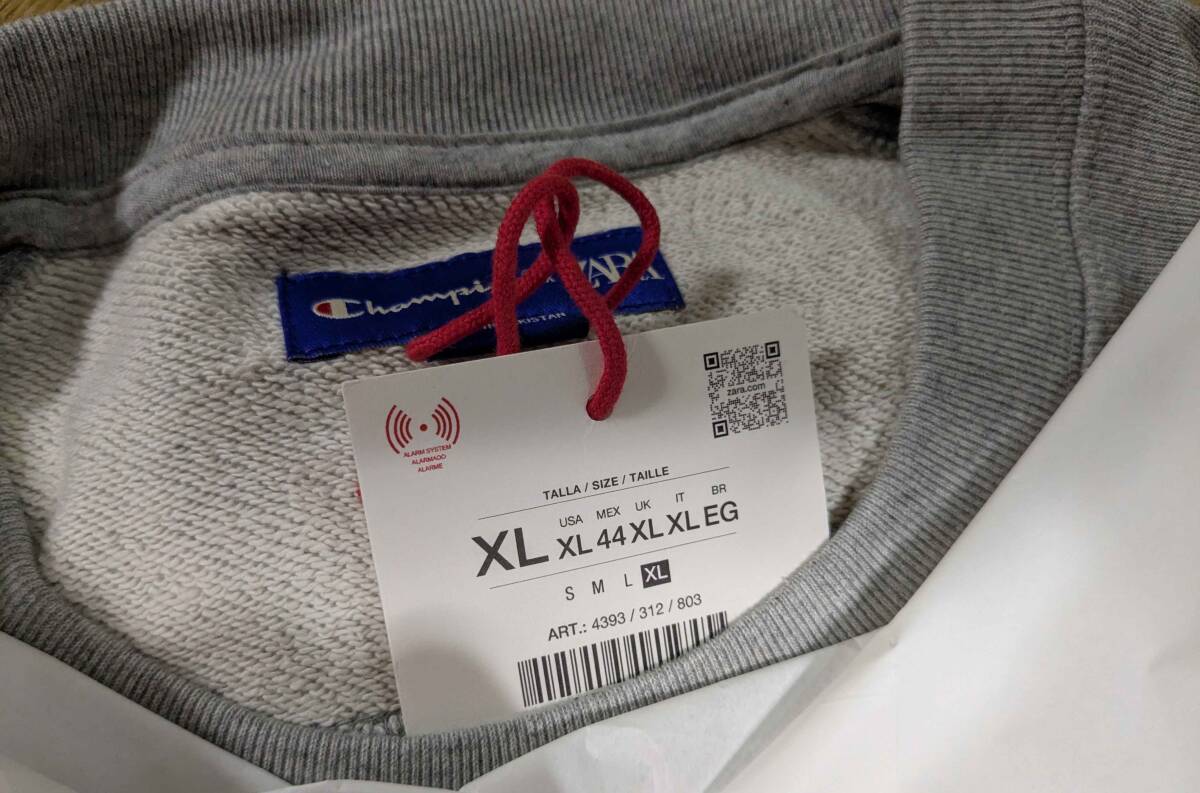 Champi ZARA
KISTAN
ALARM SYSTEM
ALARMADO
ALARME
zara.com
TALLA / SIZE / TAILLE
USA MEX UK IT BR
XL XL 44 XL XL EG
S M L XL
ART.: 4393 / 312 / 803